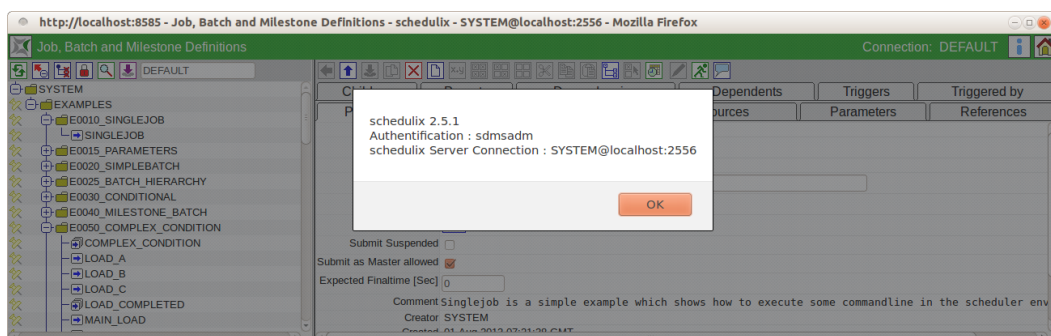 http://localhost:8585 - Job, Batch and Milestone Definitions - schedulix - SYSTEM@localhost:2556 - Mozilla Firefox
Job, Batch and Milestone Definitions
Connection: DEFAULT
DEFAULT
SYSTEM
EXAMPLES
E0010_SINGLEJOB
SINGLEJOB
E0015_PARAMETERS
E0020_SIMPLEBATCH
E0025_BATCH_HIERARCHY
E0030_CONDITIONAL
E0040_MILESTONE_BATCH
E0050_COMPLEX_CONDITION
COMPLEX_CONDITION
LOAD_A
LOAD_B
LOAD_C
LOAD_COMPLETED
MAIN_LOAD
Dependents
Triggers
Triggered by
Parameters
References
schedulix 2.5.1
Authentification : sdmsadm
schedulix Server Connection : SYSTEM@localhost:2556
OK
Submit Suspended
Submit as Master allowed
Expected Finaltime [Sec] 0
Comment Singlejob is a simple example which shows how to execute some commandline in the scheduler env
Creator SYSTEM